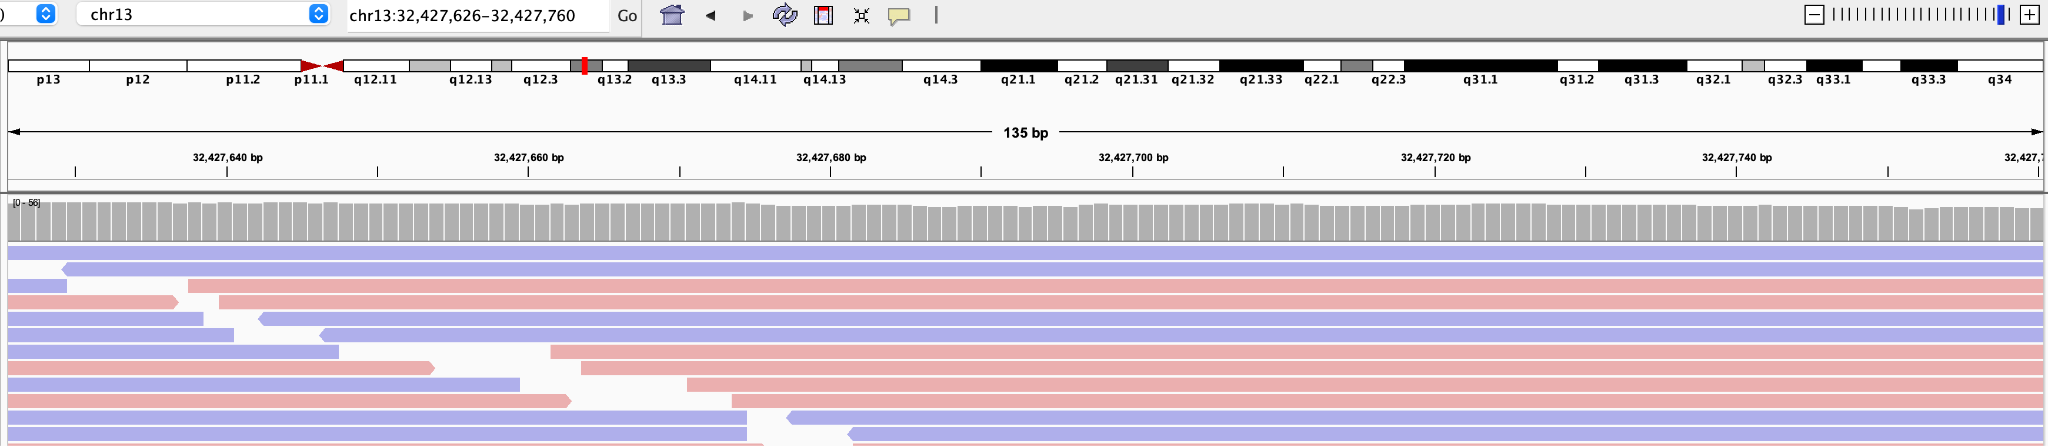 ) chr13 chr13:32,427,626-32,427,760 Go
p13 p12 p11.2 p11.1 q12.11 q12.13 q12.3 q13.2 q13.3 q14.11 q14.13 q14.3 q21.1 q21.2 q21.31 q21.32 q21.33 q22.1 q22.3 q31.1 q31.2 q31.3 q32.1 q32.3 q33.1 q33.3 q34
135 bp
32,427,640 bp 32,427,660 bp 32,427,680 bp 32,427,700 bp 32,427,720 bp 32,427,740 bp 32,427,
[0 - 56]